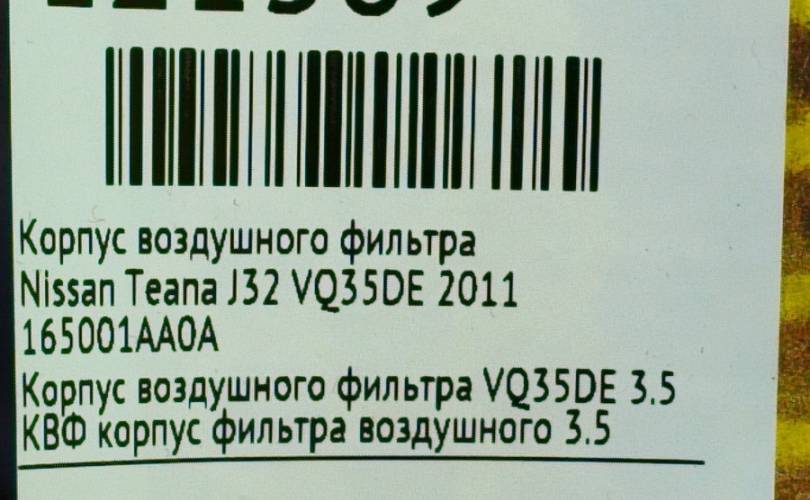 Корпус воздушного фильтра
Nissan Teana J32 VQ35DE 2011
165001AA0A
Корпус воздушного фильтра VQ35DE 3.5
КВФ корпус фильтра воздушного 3.5